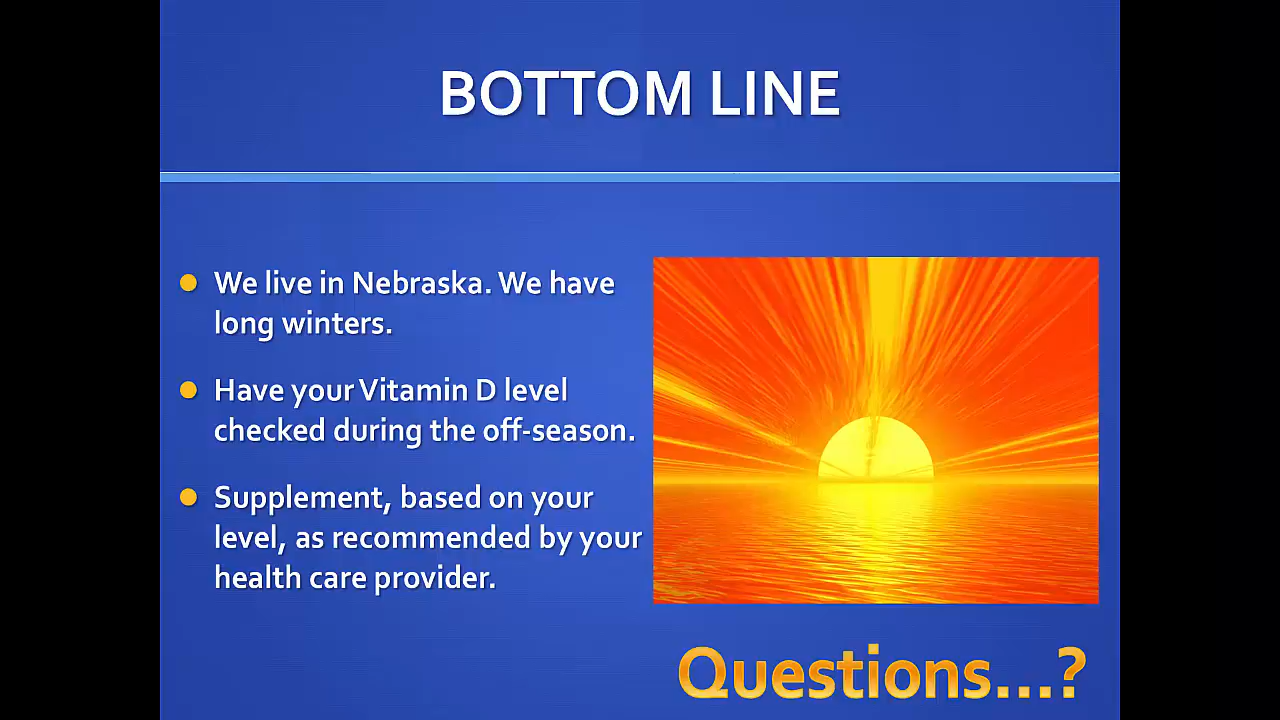 BOTTOM LINE
We live in Nebraska. We have
long winters.
Have your Vitamin D level
checked during the off-season.
Supplement, based on your
level, as recommended by your
health care provider.
Questions...?